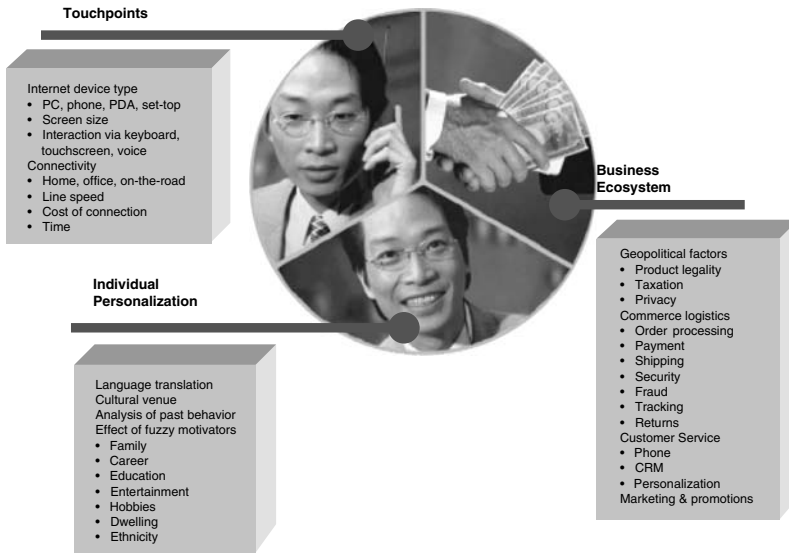 Touchpoints
Internet device type
• PC, phone, PDA, set-top
• Screen size
• Interaction via keyboard,
touchscreen, voice
Connectivity
• Home, office, on-the-road
• Line speed
• Cost of connection
• Time
Business
Ecosystem
Geopolitical factors
• Product legality
• Taxation
• Privacy
Commerce logistics
• Order processing
• Payment
• Shipping
• Security
• Fraud
• Tracking
• Returns
Customer Service
• Phone
• CRM
• Personalization
Marketing & promotions
Individual
Personalization
Language translation
Cultural venue
Analysis of past behavior
Effect of fuzzy motivators
• Family
• Career
• Education
• Entertainment
• Hobbies
• Dwelling
• Ethnicity